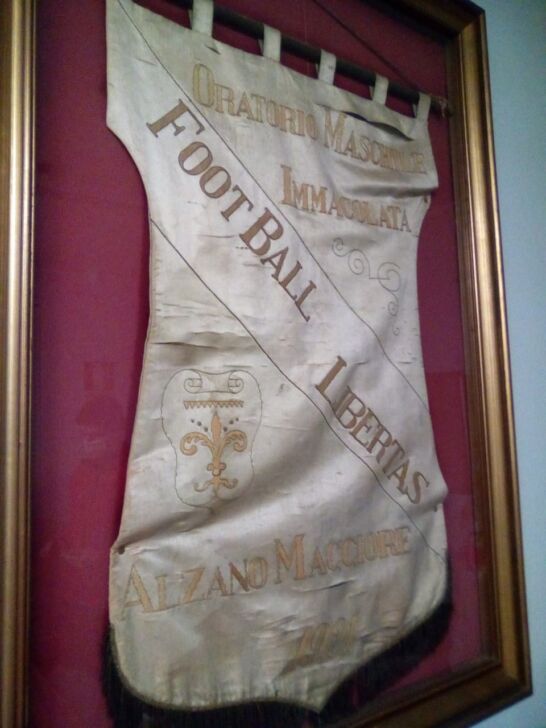 ORATORIO MASCHILE
IMMACOLATA
FOOT BALL LIBERTAS
ALZANO MAGGIORE